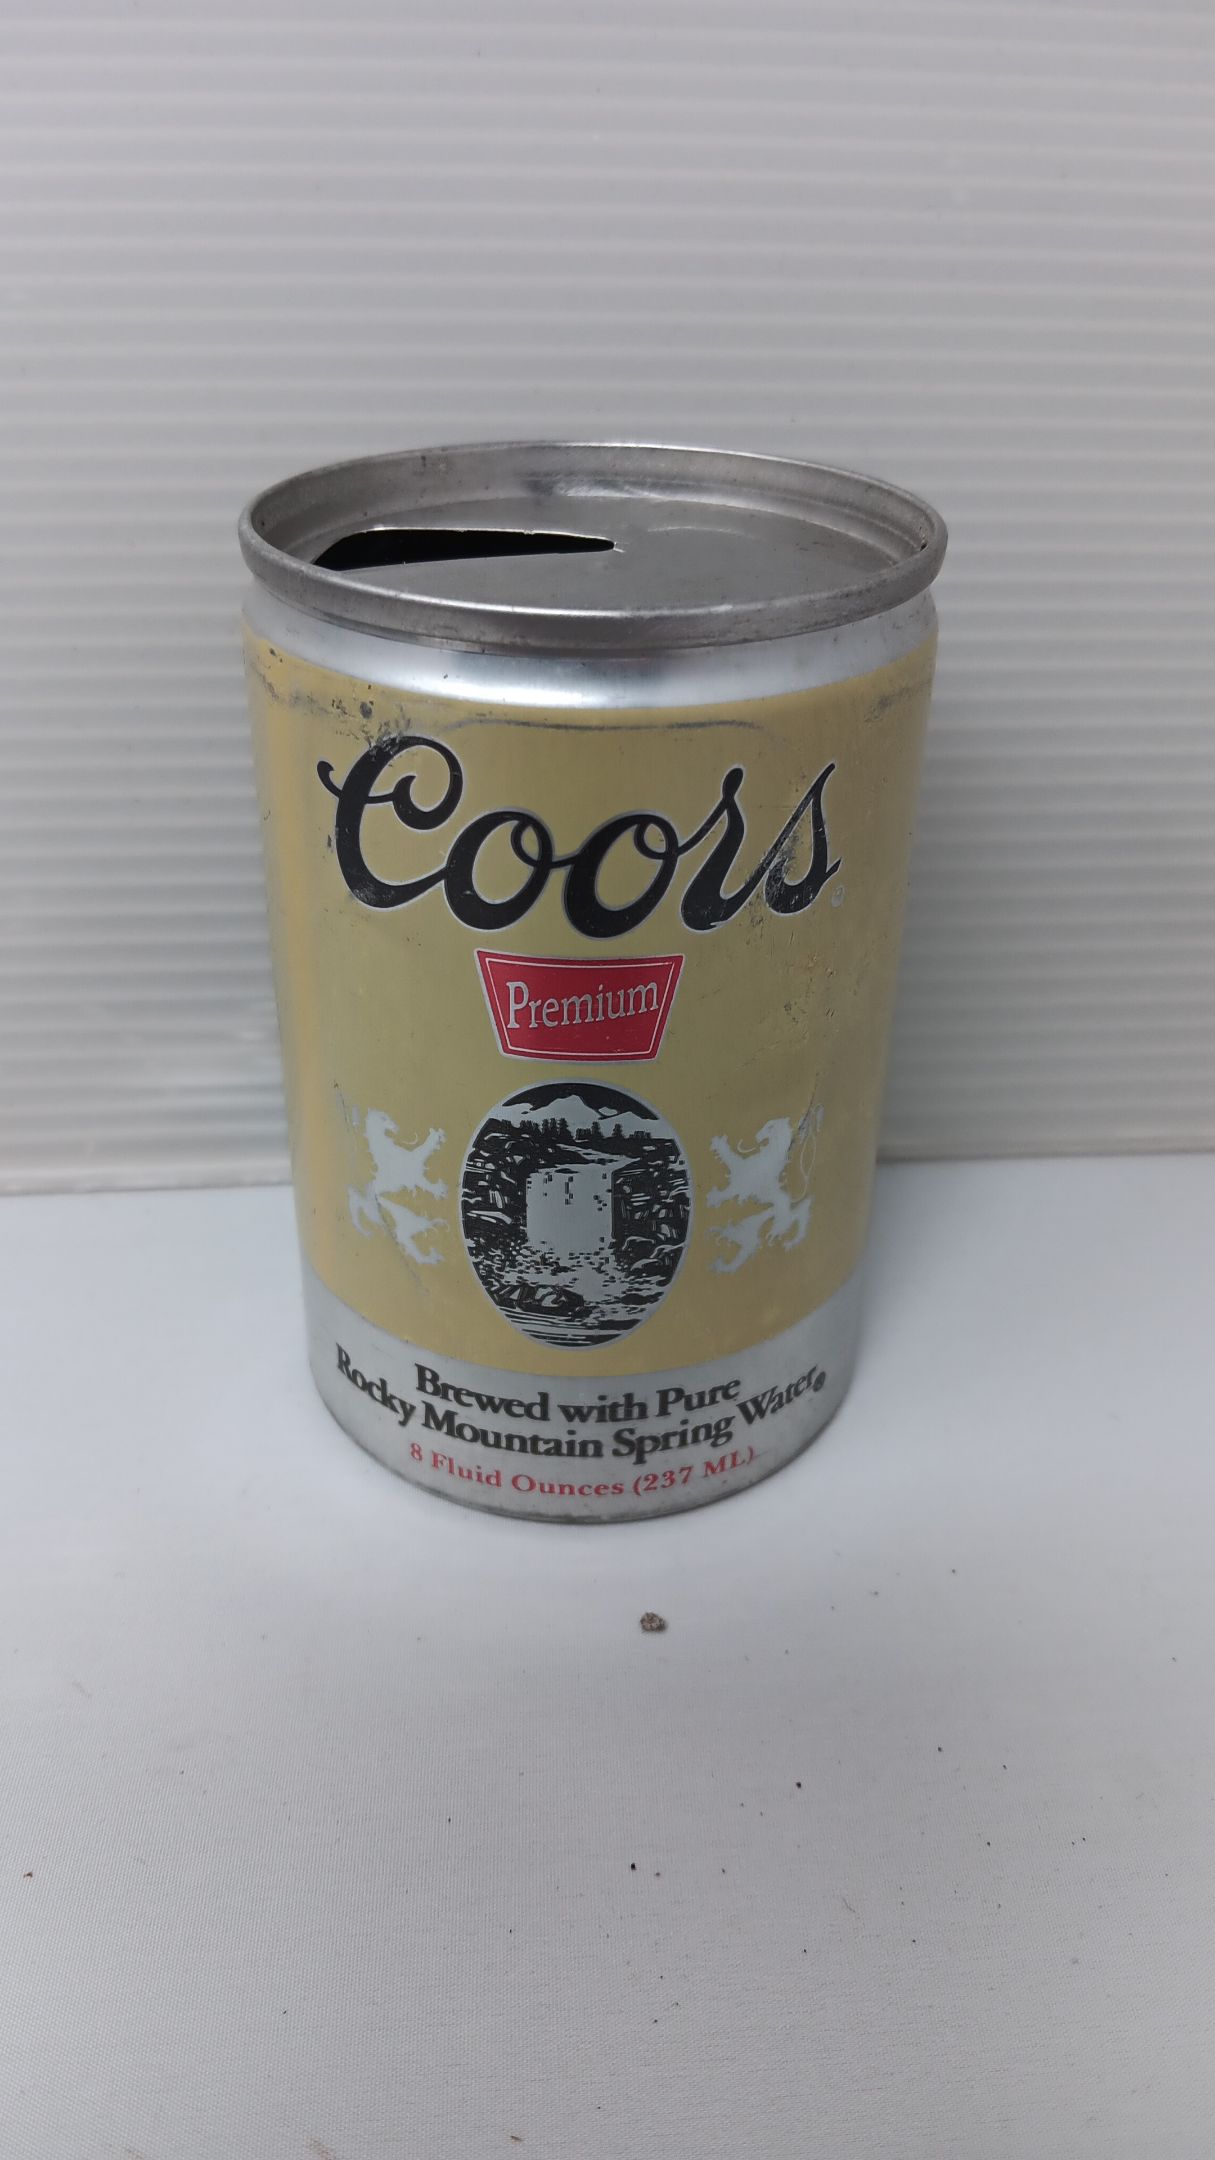 Coors®
Premium
Brewed with Pure
Rocky Mountain Spring Water®
8 Fluid Ounces (237 ML)